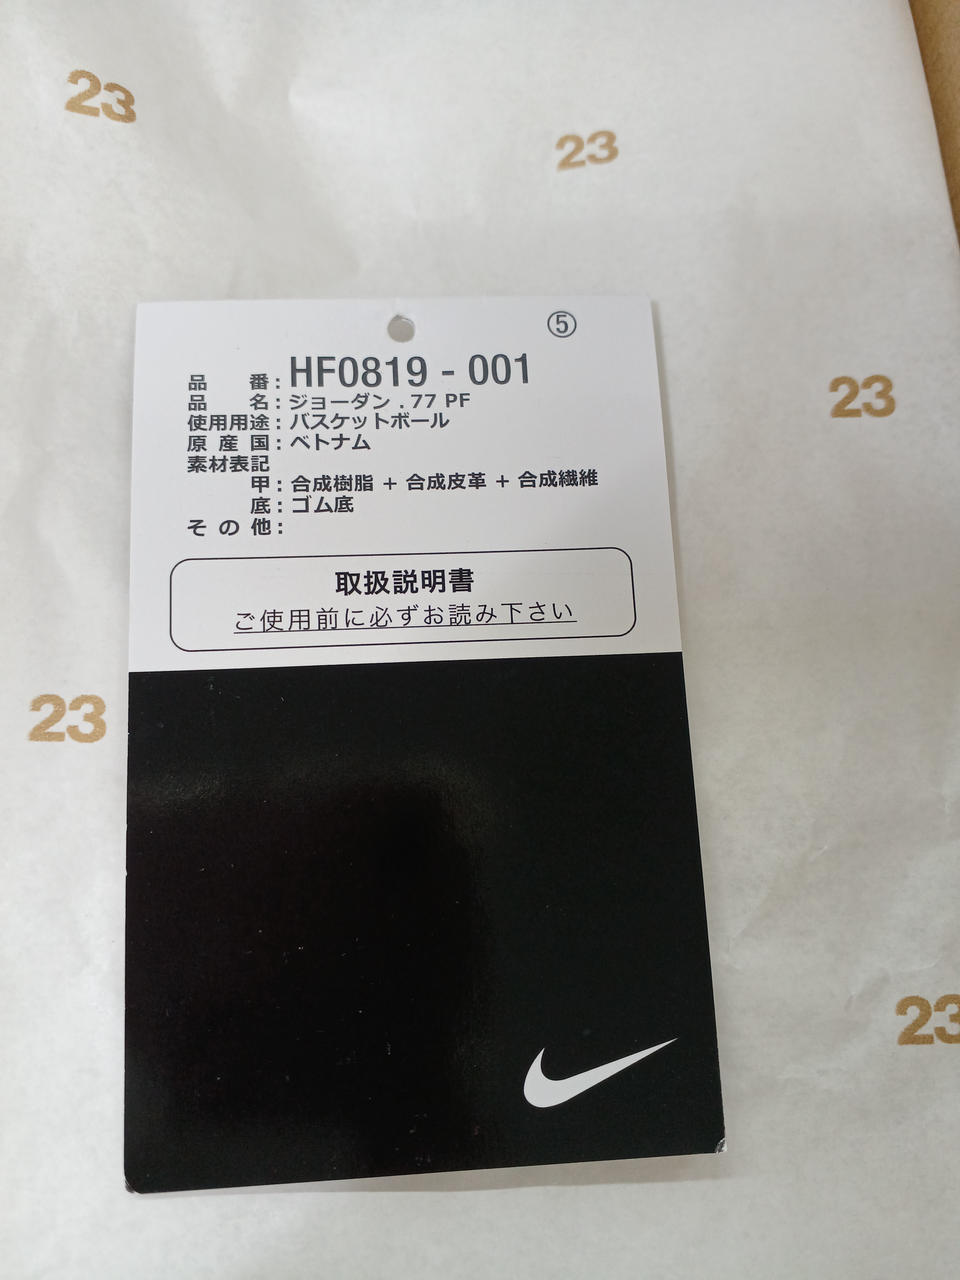 23
23
⑤
品番: HF0819 - 001
品名: ジョーダン . 77 PF
23
使用用途: バスケットボール
原産国: ベトナム
素材表記
甲: 合成樹脂 + 合成皮革 + 合成繊維
底: ゴム底
その他:
取扱説明書
ご使用前に必ずお読み下さい
23
23